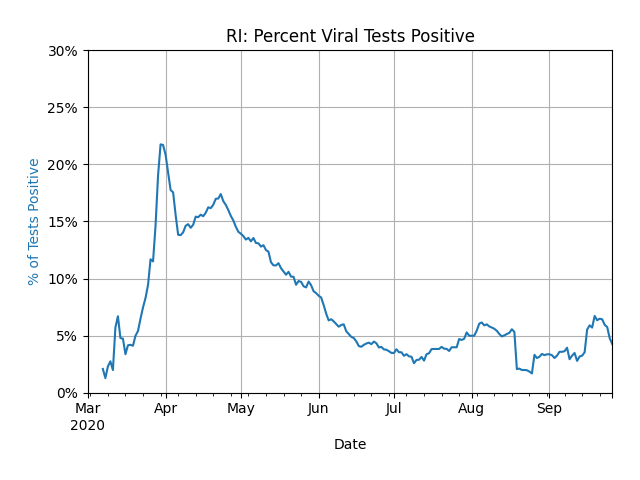 RI: Percent Viral Tests Positive
30%
25%
20%
15%
10%
5%
0%
% of Tests Positive
Mar Apr May Jun Jul Aug Sep
2020
Date